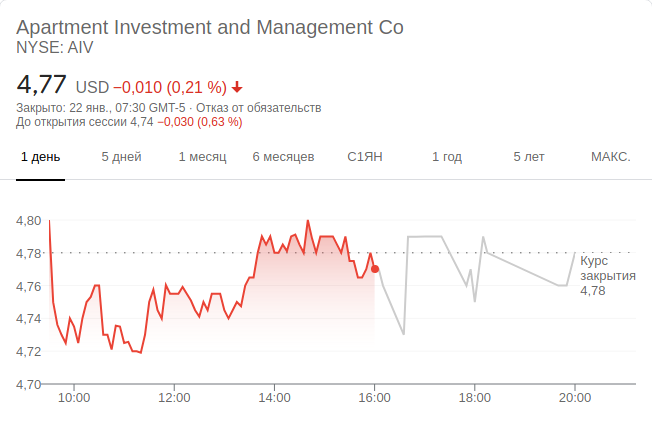 Apartment Investment and Management Co
NYSE: AIV
4,77 USD −0,010 (0,21 %)
Закрыто: 22 янв., 07:30 GMT-5 · Отказ от обязательств
До открытия сессии 4,74 −0,030 (0,63 %)
1 день 5 дней 1 месяц 6 месяцев С1ЯН 1 год 5 лет МАКС.
4,80
4,78
Курс
закрытия
4,78
4,76
4,74
4,72
4,70
10:00 12:00 14:00 16:00 18:00 20:00